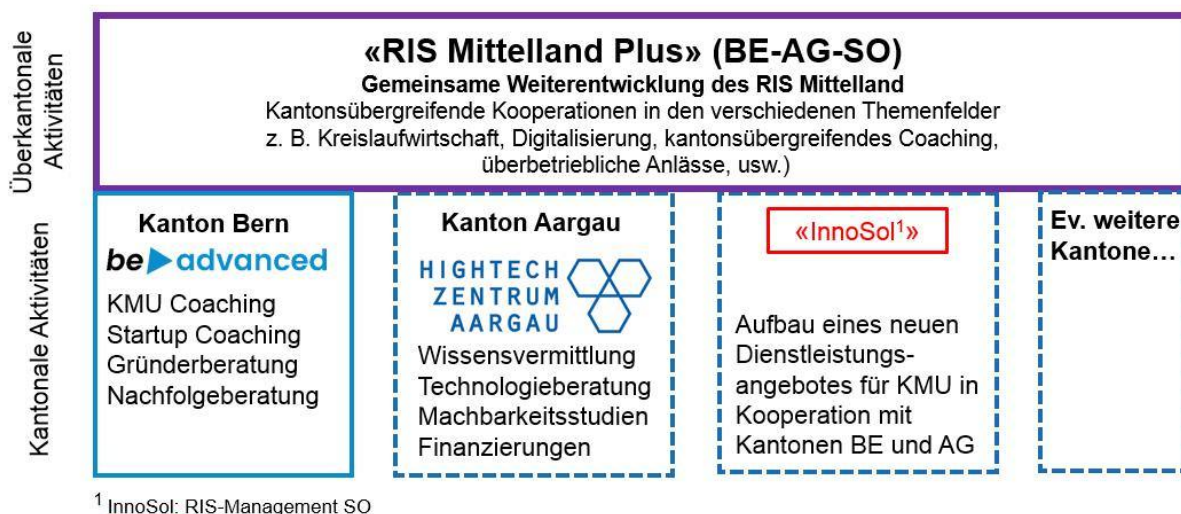 Überkantonale
Aktivitäten
«RIS Mittelland Plus» (BE-AG-SO)
Gemeinsame Weiterentwicklung des RIS Mittelland
Kantonsübergreifende Kooperationen in den verschiedenen Themenfelder
z. B. Kreislaufwirtschaft, Digitalisierung, kantonsübergreifendes Coaching,
überbetriebliche Anlässe, usw.)
Kantonale Aktivitäten
Kanton Bern
be advanced
KMU Coaching
Startup Coaching
Gründerberatung
Nachfolgeberatung
Kanton Aargau
HIGHTECH
ZENTRUM
AARGAU
Wissensvermittlung
Technologieberatung
Machbarkeitsstudien
Finanzierungen
«InnoSol¹»
Aufbau eines neuen
Dienstleistungs-
angebotes für KMU in
Kooperation mit
Kantonen BE und AG
Ev. weitere
Kantone…
¹ InnoSol: RIS-Management SO